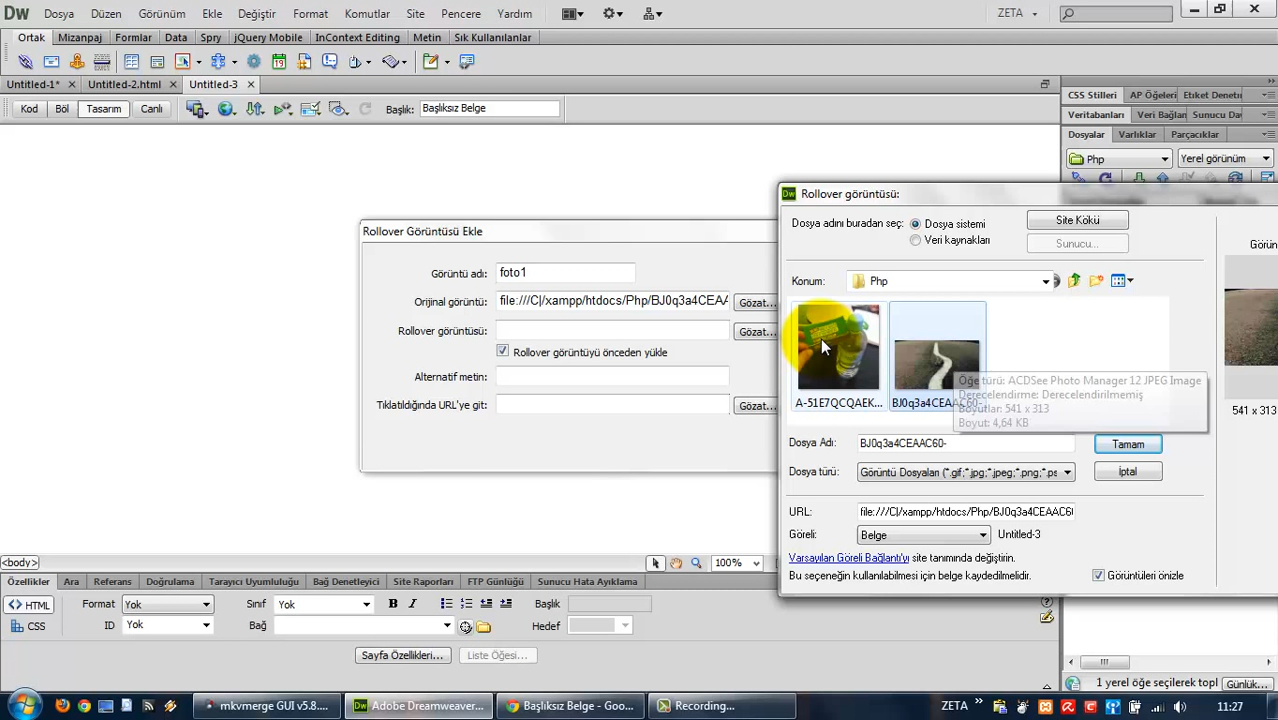 Dw Dosya Düzen Görünüm Ekle Değiştir Format Komutlar Site Pencere Yardım ZETA
Ortak Mizanpaj Formlar Data Spry jQuery Mobile InContext Editing Metin Sık Kullanılanlar
Untitled-1* Untitled-2.html Untitled-3
Kod Böl Tasarım Canlı Başlık: Başlıksız Belge
CSS Stilleri AP Öğeleri
Veritabanları Veri Bağlan Sunucu Da
Dosyalar Varlıklar Parçacıklar
Php Yerel görünüm
Rollover Görüntüsü Ekle
Görüntü adı: foto1
Orijinal görüntü: file:///C|/xampp/htdocs/Php/BJ0q3a4CEAA Gözat...
Rollover görüntüsü: Gözat...
Rollover görüntüyü önceden yükle
Alternatif metin:
Tıklatıldığında URL'ye git: Gözat...
Dw Rollover görüntüsü:
Dosya adını buradan seç: Dosya sistemi Site Kökü
Veri kaynakları Sunucu...
Konum: Php
Görün
A-51E7QCQAEK... BJ0q3a4CEAAC60-
Öğe türü: ACDSee Photo Manager 12 JPEG Image
Derecelendirme: Derecelendirilmemiş
Boyutlar: 541 x 313
Boyut: 4,64 KB
541 x 313
Dosya Adı: BJ0q3a4CEAAC60- Tamam
Dosya türü: Görüntü Dosyaları (*.gif;*.jpg;*.jpeg;*.png;*.ps İptal
URL: file:///C|/xampp/htdocs/Php/BJ0q3a4CEAAC6
Göreli: Belge Untitled-3
Varsayılan Göreli Bağlantı'yı site tanımında değiştirin.
Bu seçeneğin kullanılabilmesi için belge kaydedilmelidir. Görüntüleri önizle
<body> 100%
Özellikler Ara Referans Doğrulama Tarayıcı Uyumluluğu Bağ Denetleyici Site Raporları FTP Günlüğü Sunucu Hata Ayıklama
<> HTML Format Yok Sınıf Yok B I Başlık
CSS ID Yok Bağ Hedef
Sayfa Özellikleri... Liste Öğesi...
1 yerel öğe seçilerek topl Günlük...
mkvmerge GUI v5.8.... Adobe Dreamweaver... Başlıksız Belge - Goo... Recording... ZETA 11:27